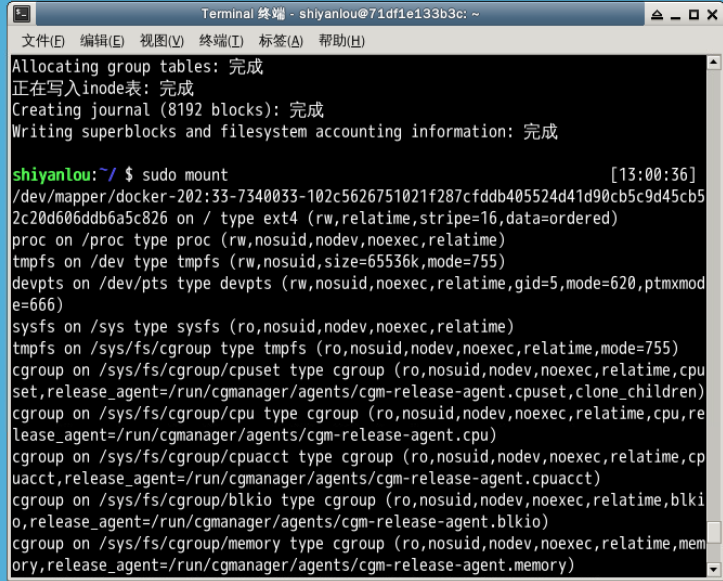 Terminal 终端 - shiyanlou@71df1e133b3c: ~
文件(F) 编辑(E) 视图(V) 终端(T) 标签(A) 帮助(H)
Allocating group tables: 完成
正在写入inode表: 完成
Creating journal (8192 blocks): 完成
Writing superblocks and filesystem accounting information: 完成
shiyanlou:~/ $ sudo mount [13:00:36]
/dev/mapper/docker-202:33-7340033-102c5626751021f287cfddb405524d41d90cb5c9d45cb5
2c20d606ddb6a5c826 on / type ext4 (rw,relatime,stripe=16,data=ordered)
proc on /proc type proc (rw,nosuid,nodev,noexec,relatime)
tmpfs on /dev type tmpfs (rw,nosuid,size=65536k,mode=755)
devpts on /dev/pts type devpts (rw,nosuid,noexec,relatime,gid=5,mode=620,ptmxmod
e=666)
sysfs on /sys type sysfs (ro,nosuid,nodev,noexec,relatime)
tmpfs on /sys/fs/cgroup type tmpfs (ro,nosuid,nodev,noexec,relatime,mode=755)
cgroup on /sys/fs/cgroup/cpuset type cgroup (ro,nosuid,nodev,noexec,relatime,cpu
set,release_agent=/run/cgmanager/agents/cgm-release-agent.cpuset,clone_children)
cgroup on /sys/fs/cgroup/cpu type cgroup (ro,nosuid,nodev,noexec,relatime,cpu,re
lease_agent=/run/cgmanager/agents/cgm-release-agent.cpu)
cgroup on /sys/fs/cgroup/cpuacct type cgroup (ro,nosuid,nodev,noexec,relatime,cp
uacct,release_agent=/run/cgmanager/agents/cgm-release-agent.cpuacct)
cgroup on /sys/fs/cgroup/blkio type cgroup (ro,nosuid,nodev,noexec,relatime,blki
o,release_agent=/run/cgmanager/agents/cgm-release-agent.blkio)
cgroup on /sys/fs/cgroup/memory type cgroup (ro,nosuid,nodev,noexec,relatime,mem
ory,release_agent=/run/cgmanager/agents/cgm-release-agent.memory)